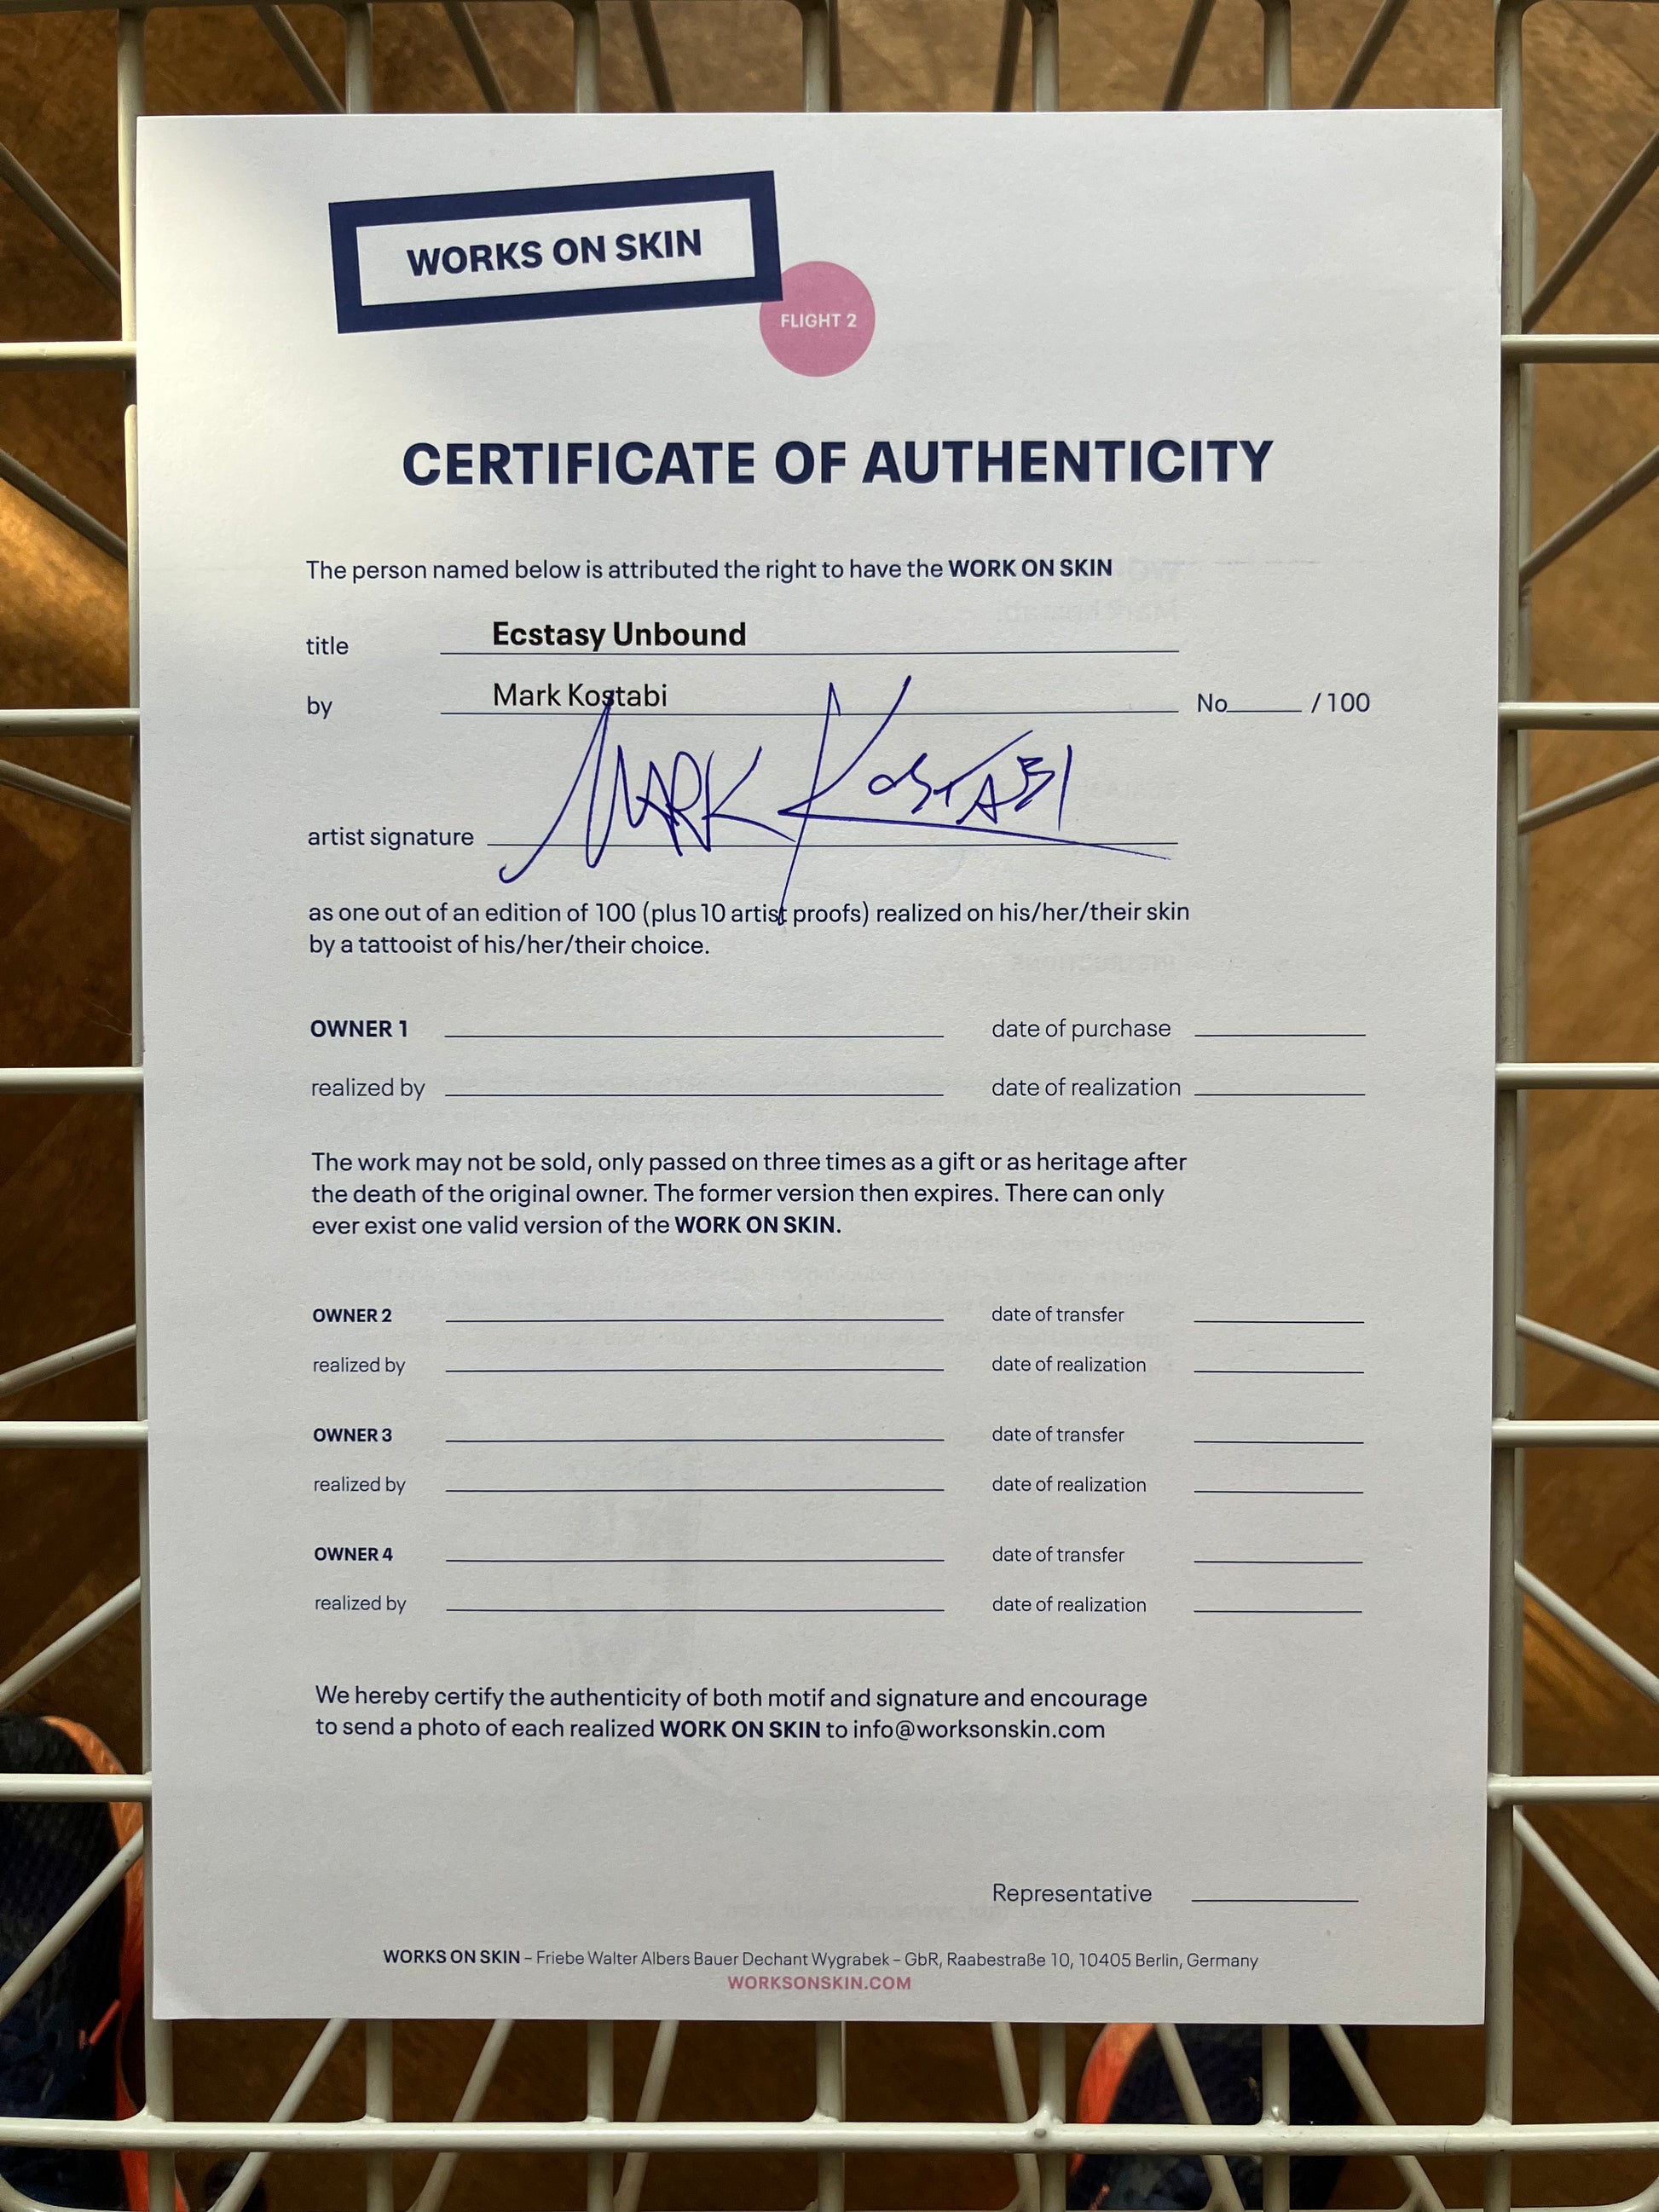 WORKS ON SKIN
FLIGHT 2
CERTIFICATE OF AUTHENTICITY
The person named below is attributed the right to have the WORK ON SKIN
title Ecstasy Unbound
by Mark Kostabi No / 100
MARK KOSTABI
artist signature
as one out of an edition of 100 (plus 10 artist proofs) realized on his/her/their skin
by a tattooist of his/her/their choice.
OWNER 1 date of purchase
realized by date of realization
The work may not be sold, only passed on three times as a gift or as heritage after
the death of the original owner. The former version then expires. There can only
ever exist one valid version of the WORK ON SKIN.
OWNER 2 date of transfer
realized by date of realization
OWNER 3 date of transfer
realized by date of realization
OWNER 4 date of transfer
realized by date of realization
We hereby certify the authenticity of both motif and signature and encourage
to send a photo of each realized WORK ON SKIN to info@worksonskin.com
Representative
WORKS ON SKIN – Friebe Walter Albers Bauer Dechant Wygrabek – GbR, Raabestraße 10, 10405 Berlin, Germany
WORKSONSKIN.COM